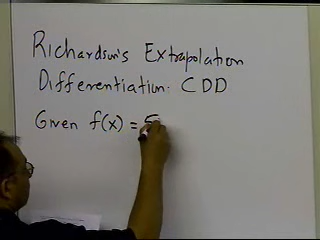 Richardson's Extrapolation
Differentiation: CDD
Given f(x) = 5